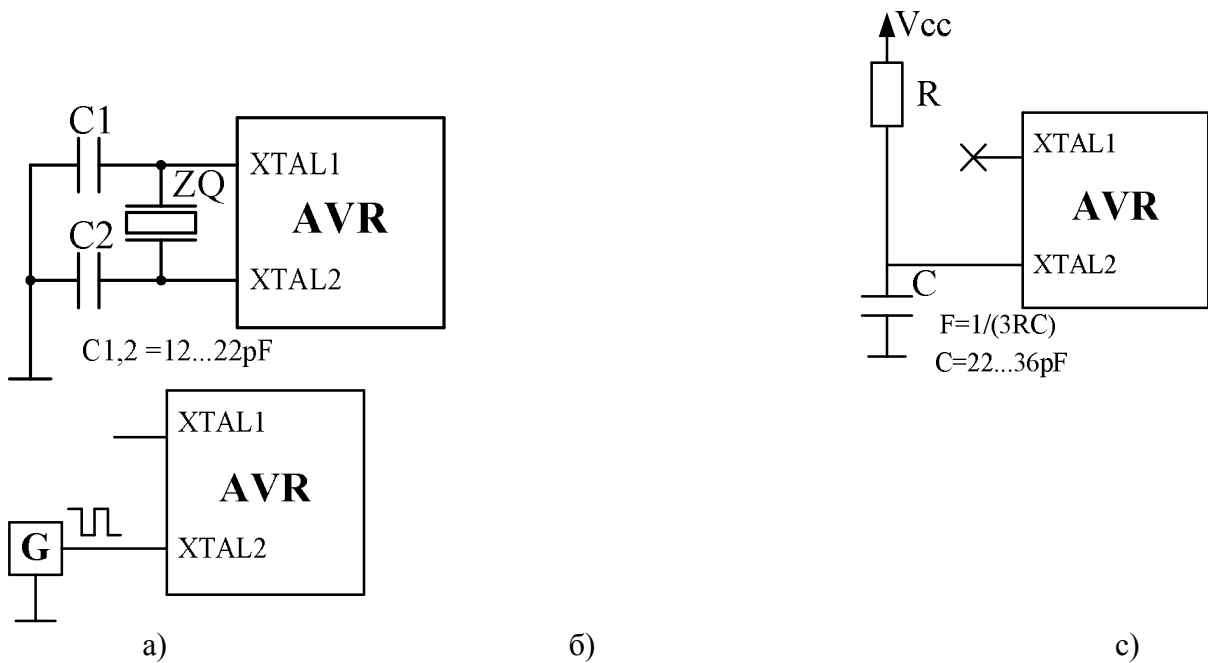 C1
ZQ
C2
XTAL1
AVR
XTAL2
C1,2 =12...22pF
Vcc
R
XTAL1
AVR
XTAL2
C
F=1/(3RC)
C=22...36pF
XTAL1
AVR
G
XTAL2
а) б) с)